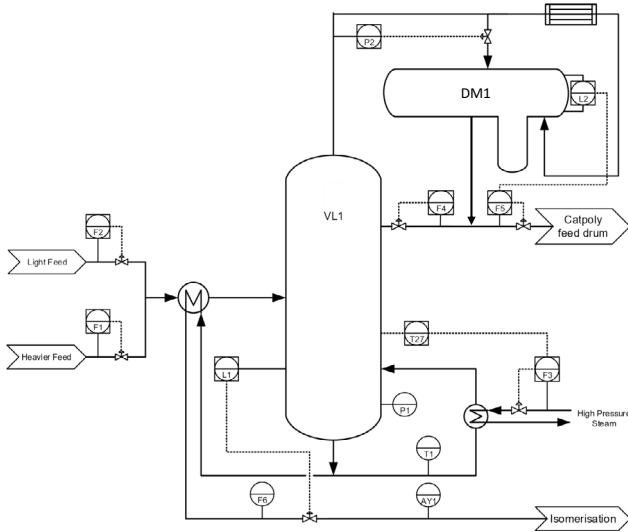 P2
DM1
L2
VL1
F4
F5
Catpoly
feed drum
F2
Light Feed
F1
Heavier Feed
T27
L1
F3
P1
High Pressure
Steam
T1
F6
AY1
Isomerisation